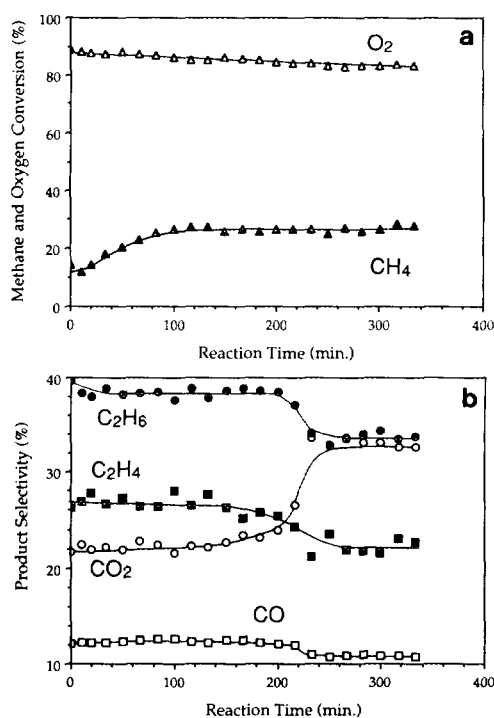 a
O2
CH4
Methane and Oxygen Conversion (%)
100
80
60
40
20
0
0 100 200 300 400
Reaction Time (min.)
b
C2H6
C2H4
CO2
CO
Product Selectivity (%)
40
30
20
10
0 100 200 300 400
Reaction Time (min.)